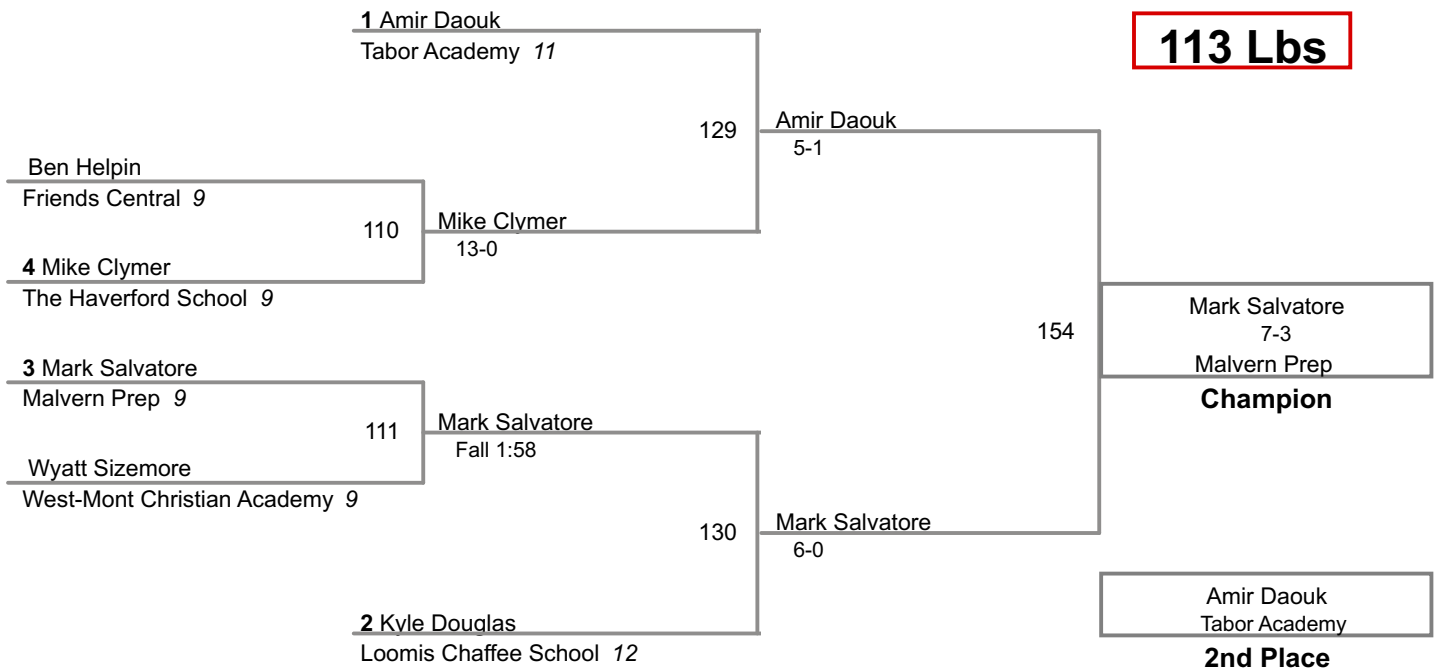 1 Amir Daouk
Tabor Academy 11
113 Lbs
129
Amir Daouk
5-1
Ben Helpin
Friends Central 9
110
Mike Clymer
13-0
4 Mike Clymer
The Haverford School 9
154
Mark Salvatore
7-3
Malvern Prep
Champion
3 Mark Salvatore
Malvern Prep 9
111
Mark Salvatore
Fall 1:58
Wyatt Sizemore
West-Mont Christian Academy 9
130
Mark Salvatore
6-0
2 Kyle Douglas
Loomis Chaffee School 12
Amir Daouk
Tabor Academy
2nd Place